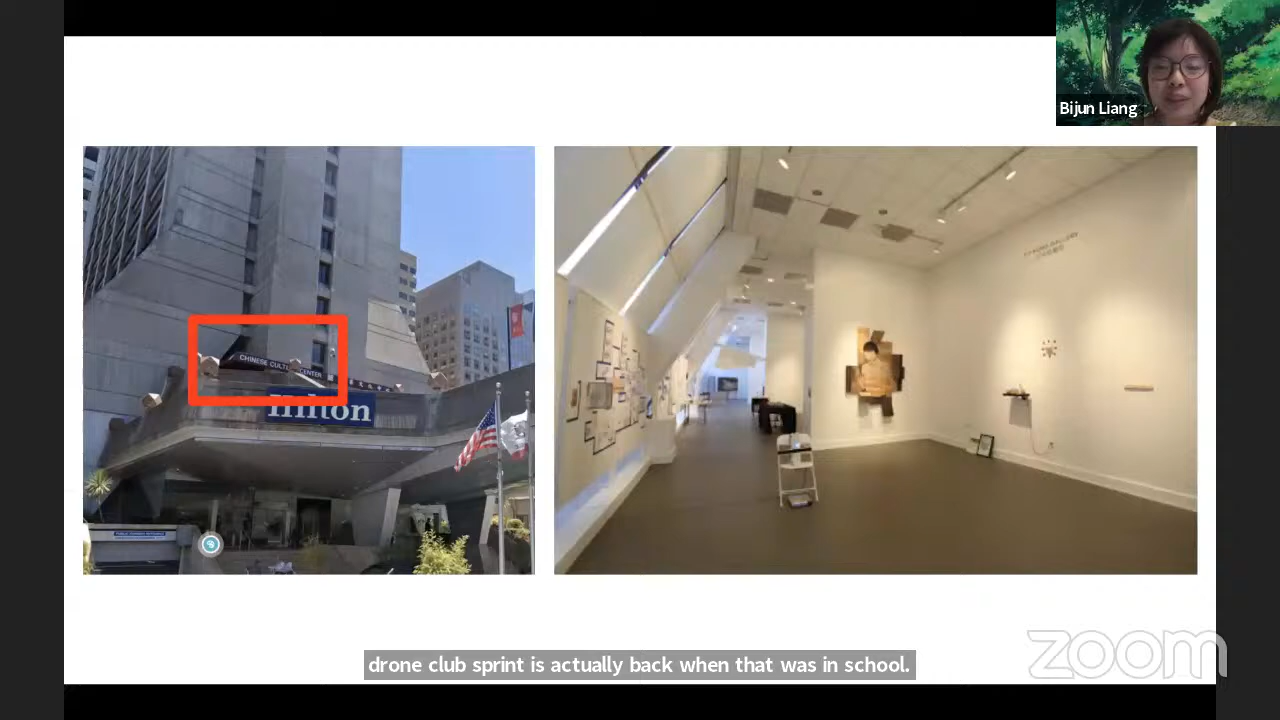 Bijun Liang
CHINESE CULTURE CENTER
Hilton
drone club sprint is actually back when that was in school.
zoom